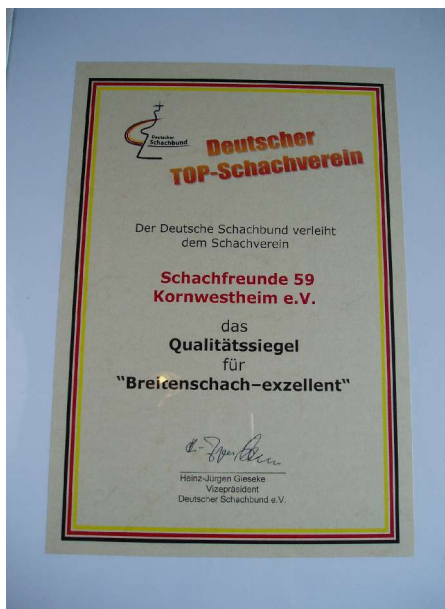 Deutscher
Schachbund
Deutscher
TOP-Schachverein
Der Deutsche Schachbund verleiht
dem Schachverein
Schachfreunde 59
Kornwestheim e.V.
das
Qualitätssiegel
für
"Breitenschach-exzellent"
Heinz-Jürgen Gieseke
Vizepräsident
Deutscher Schachbund e.V.